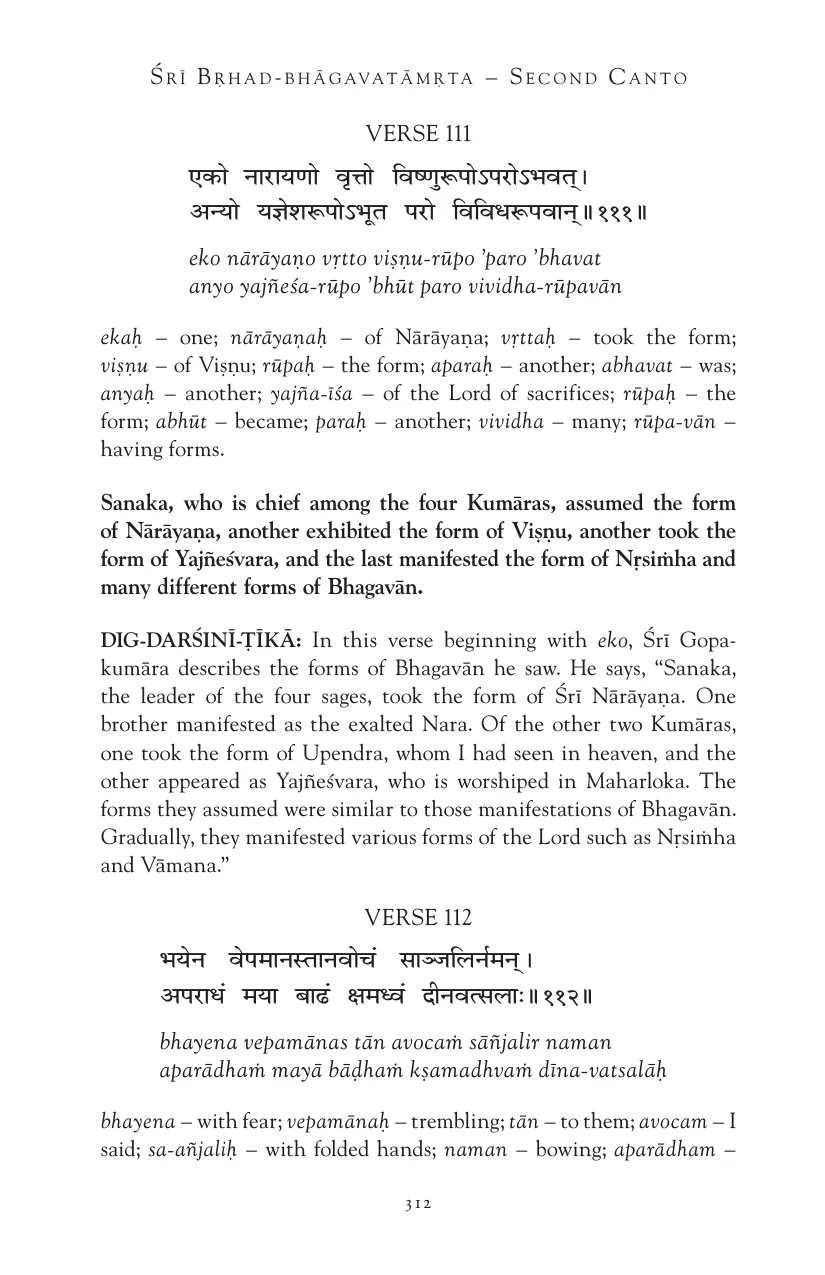 ŚRĪ BṚHAD-BHĀGAVATĀMṚTA – SECOND CANTO
VERSE 111
एको नारायणो वृत्तो विष्णुरूपोऽपरोऽभवत्।
अन्यो यज्ञेशरूपोऽभूत परो विविधरूपवान्॥१११॥
eko nārāyaṇo vṛtto viṣṇu-rūpo ’paro ’bhavat
anyo yajñeśa-rūpo ’bhūt paro vividha-rūpavān
ekaḥ – one; nārāyaṇaḥ – of Nārāyaṇa; vṛttaḥ – took the form;
viṣṇu – of Viṣṇu; rūpaḥ – the form; aparaḥ – another; abhavat – was;
anyaḥ – another; yajña-īśa – of the Lord of sacrifices; rūpaḥ – the
form; abhūt – became; paraḥ – another; vividha – many; rūpa-vān –
having forms.
Sanaka, who is chief among the four Kumāras, assumed the form
of Nārāyaṇa, another exhibited the form of Viṣṇu, another took the
form of Yajñeśvara, and the last manifested the form of Nṛsiṁha and
many different forms of Bhagavān.
DIG-DARŚINĪ-ṬĪKĀ: In this verse beginning with eko, Śrī Gopa-
kumāra describes the forms of Bhagavān he saw. He says, “Sanaka,
the leader of the four sages, took the form of Śrī Nārāyaṇa. One
brother manifested as the exalted Nara. Of the other two Kumāras,
one took the form of Upendra, whom I had seen in heaven, and the
other appeared as Yajñeśvara, who is worshiped in Maharloka. The
forms they assumed were similar to those manifestations of Bhagavān.
Gradually, they manifested various forms of the Lord such as Nṛsiṁha
and Vāmana.”
VERSE 112
भयेन वेपमानस्तानवोचं साञ्जलिर्नमन्।
अपराधं मया बाढं क्षमध्वं दीनवत्सलाः॥११२॥
bhayena vepamānas tān avocaṁ sāñjalir naman
aparādhaṁ mayā bāḍhaṁ kṣamadhvaṁ dīna-vatsalāḥ
bhayena – with fear; vepamānaḥ – trembling; tān – to them; avocam – I
said; sa-añjaliḥ – with folded hands; naman – bowing; aparādham –
312